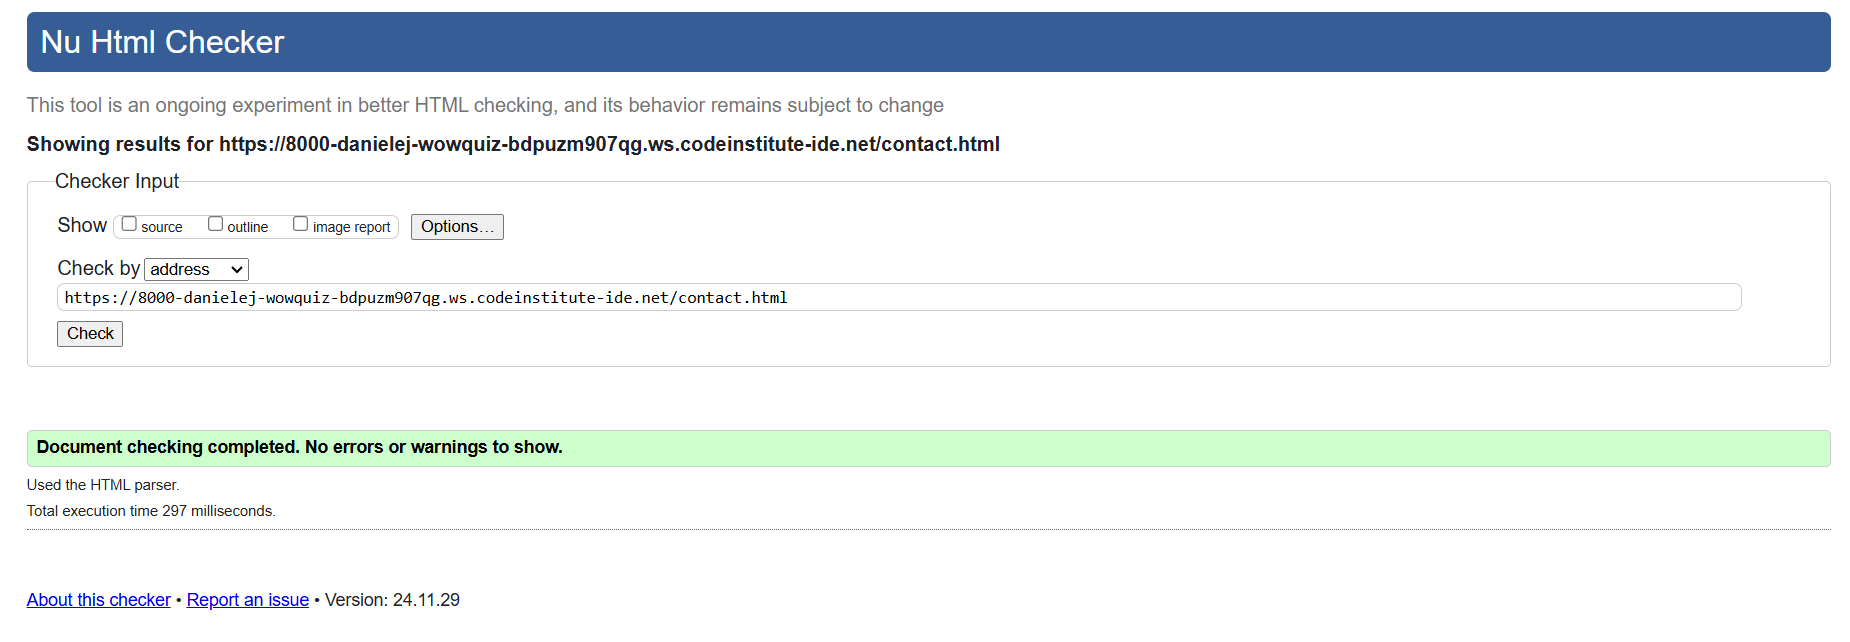 Nu Html Checker
This tool is an ongoing experiment in better HTML checking, and its behavior remains subject to change
Showing results for https://8000-danielej-wowquiz-bdpuzm907qg.ws.codeinstitute-ide.net/contact.html
Checker Input
Show source outline image report Options...
Check by address
https://8000-danielej-wowquiz-bdpuzm907qg.ws.codeinstitute-ide.net/contact.html
Check
Document checking completed. No errors or warnings to show.
Used the HTML parser.
Total execution time 297 milliseconds.
About this checker • Report an issue • Version: 24.11.29